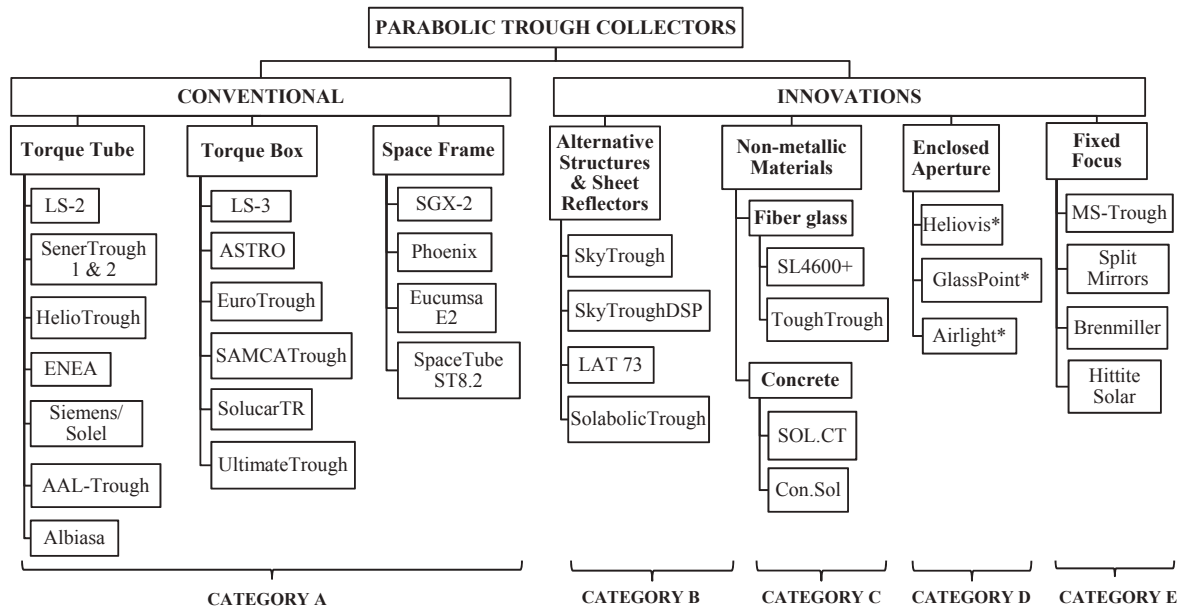 PARABOLIC TROUGH COLLECTORS
CONVENTIONAL
INNOVATIONS
Torque Tube
LS-2
SenerTrough
1 & 2
HelioTrough
ENEA
Siemens/
Solel
AAL-Trough
Albiasa
Torque Box
LS-3
ASTRO
EuroTrough
SAMCATrough
SolucarTR
UltimateTrough
Space Frame
SGX-2
Phoenix
Eucumsa
E2
SpaceTube
ST8.2
Alternative
Structures
& Sheet
Reflectors
SkyTrough
SkyTroughDSP
LAT 73
SolabolicTrough
Non-metallic
Materials
Fiber glass
SL4600+
ToughTrough
Concrete
SOL.CT
Con.Sol
Enclosed
Aperture
Heliovis*
GlassPoint*
Airlight*
Fixed
Focus
MS-Trough
Split
Mirrors
Brenmiller
Hittite
Solar
CATEGORY A
CATEGORY B
CATEGORY C
CATEGORY D
CATEGORY E